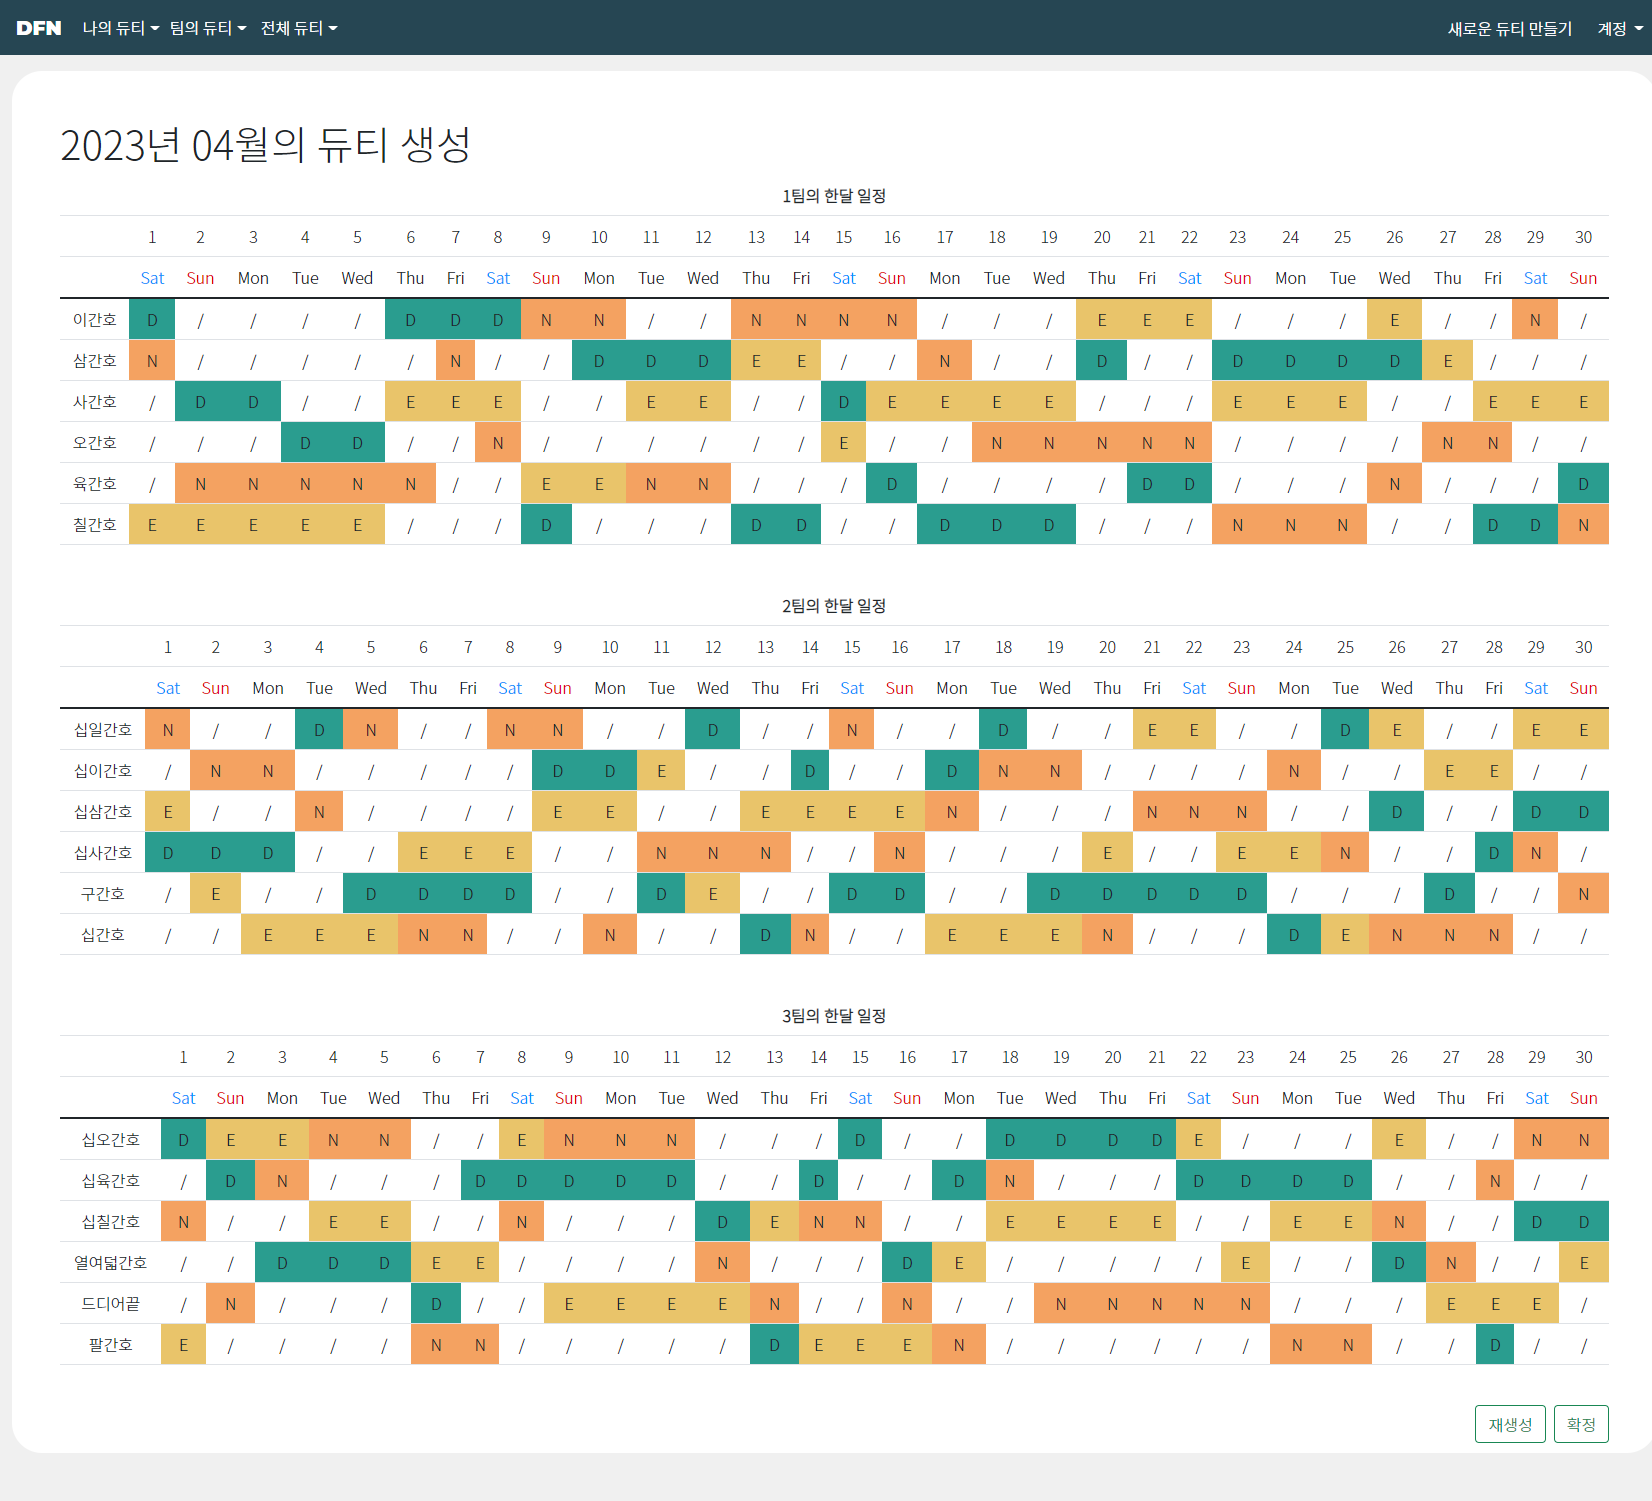 DFN 나의 듀티 팀의 듀티 전체 듀티 새로운 듀티 만들기 계정
2023년 04월의 듀티 생성
1팀의 한달 일정
1 2 3 4 5 6 7 8 9 10 11 12 13 14 15 16 17 18 19 20 21 22 23 24 25 26 27 28 29 30
Sat Sun Mon Tue Wed Thu Fri Sat Sun Mon Tue Wed Thu Fri Sat Sun Mon Tue Wed Thu Fri Sat Sun Mon Tue Wed Thu Fri Sat Sun
이간호 D / / / / D D D N N / / N N N N / / / E E E / / / E / / N /
삼간호 N / / / / / N / / D D D E E / / N / / D / / D D D D E / / /
사간호 / D D / / E E E / / E E / / D E E E E / / / E E E / / E E E
오간호 / / / D D / / N / / / / / / E / / N N N N N / / / / N N / /
육간호 / N N N N N / / E E N N / / / D / / / / D D / / / N / / / D
칠간호 E E E E E / / / D / / / D D / / D D D / / / N N N / / D D N
2팀의 한달 일정
1 2 3 4 5 6 7 8 9 10 11 12 13 14 15 16 17 18 19 20 21 22 23 24 25 26 27 28 29 30
Sat Sun Mon Tue Wed Thu Fri Sat Sun Mon Tue Wed Thu Fri Sat Sun Mon Tue Wed Thu Fri Sat Sun Mon Tue Wed Thu Fri Sat Sun
십일간호 N / / D N / / N N / / D / / N / / D / / E E / / D E / / E E
십이간호 / N N / / / / / D D E / / D / / D N N / / / / N / / E E / /
십삼간호 E / / N / / / / E E / / E E E E N / / / N N N / / D / / D D
십사간호 D D D / / E E E / / N N N / / N / / / E / / E E N / / D N /
구간호 / E / / D D D D / / D E / / D D / / D D D D D / / / D / / N
십간호 / / E E E N N / / N / / D N / / E E E N / / / D E N N N / /
3팀의 한달 일정
1 2 3 4 5 6 7 8 9 10 11 12 13 14 15 16 17 18 19 20 21 22 23 24 25 26 27 28 29 30
Sat Sun Mon Tue Wed Thu Fri Sat Sun Mon Tue Wed Thu Fri Sat Sun Mon Tue Wed Thu Fri Sat Sun Mon Tue Wed Thu Fri Sat Sun
십오간호 D E E N N / / E N N N / / / D / / D D D D E / / / E / / N N
십육간호 / D N / / / D D D D D / / D / / D N / / / D D D D / / N / /
십칠간호 N / / E E / / N / / / D E N N / / E E E E / / E E N / / D D
열여덟간호 / / D D D E E / / / / N / / / D E / / / / / E / / D N / / E
드디어끝 / N / / / D / / E E E E N / / N / / N N N N N / / / E E E /
팔간호 E / / / / N N / / / / / D E E E N / / / / / / N N / / D / /
재생성 확정